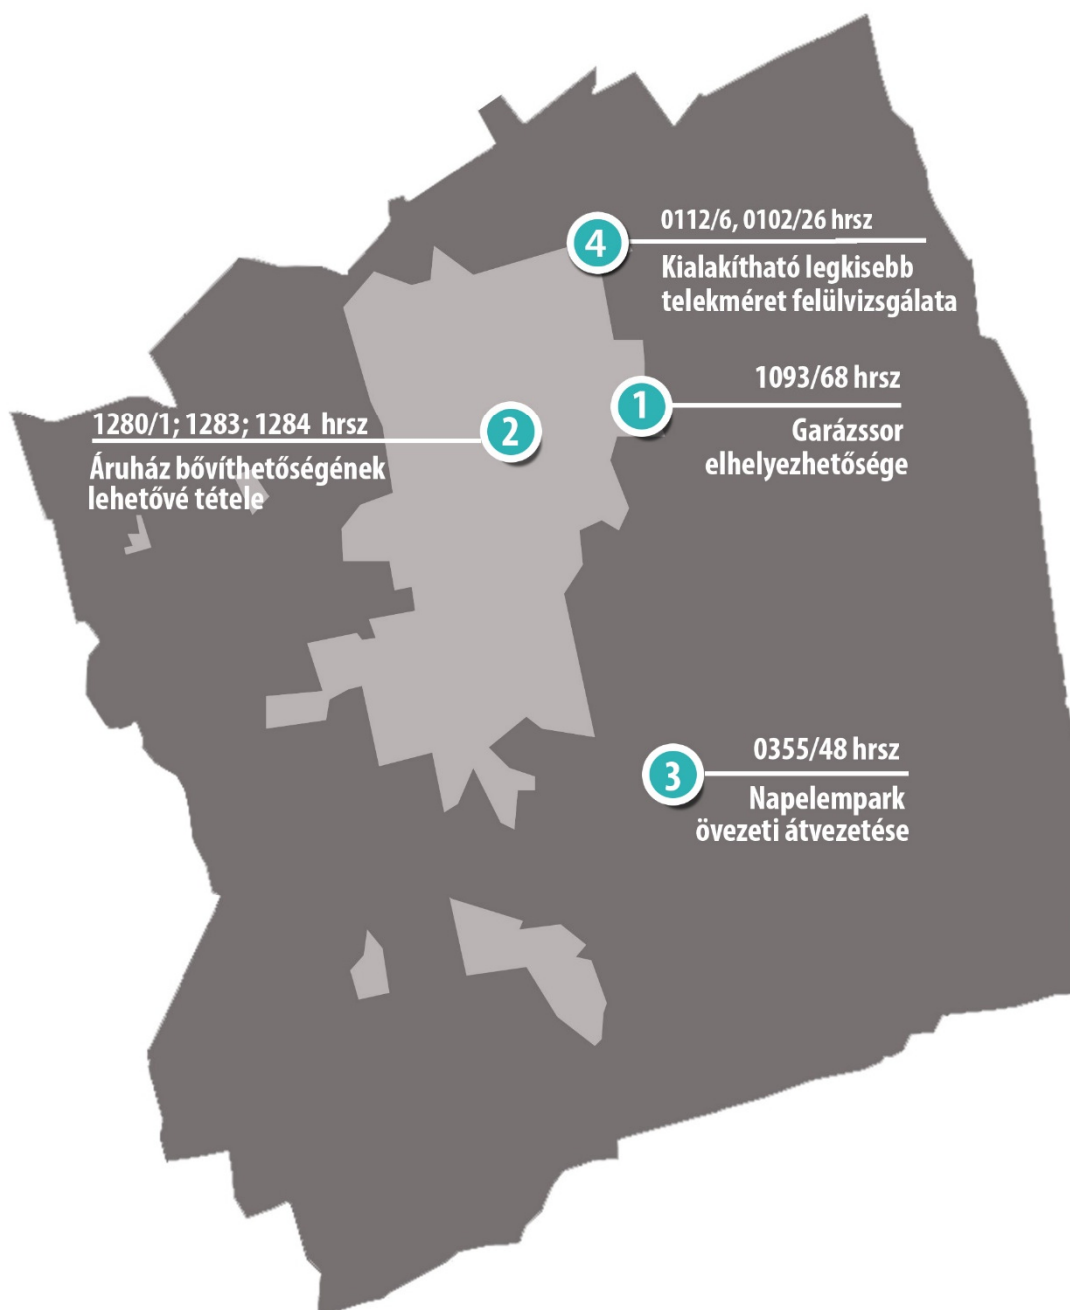 4
0112/6, 0102/26 hrsz
Kialakítható legkisebb
telekméret felülvizsgálata
1
1093/68 hrsz
Garázssor
elhelyezhetősége
2
1280/1; 1283; 1284 hrsz
Áruház bővíthetőségének
lehetővé tétele
3
0355/48 hrsz
Napelempark
övezeti átvezetése